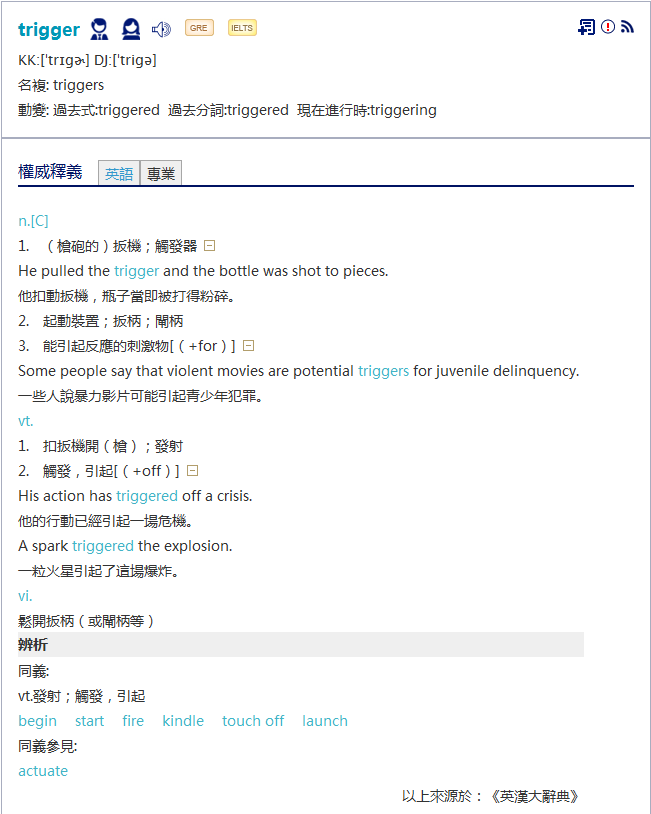 trigger GRE IELTS
KK:['trɪgɚ] DJ:['trigə]
名複: triggers
動變: 過去式:triggered 過去分詞:triggered 現在進行時:triggering
權威釋義 英語 專業
n.[C]
1. （槍砲的）扳機；觸發器
He pulled the trigger and the bottle was shot to pieces.
他扣動扳機，瓶子當即被打得粉碎。
2. 起動裝置；扳柄；閘柄
3. 能引起反應的刺激物[（+for）]
Some people say that violent movies are potential triggers for juvenile delinquency.
一些人說暴力影片可能引起青少年犯罪。
vt.
1. 扣扳機開（槍）；發射
2. 觸發，引起[（+off）]
His action has triggered off a crisis.
他的行動已經引起一場危機。
A spark triggered the explosion.
一粒火星引起了這場爆炸。
vi.
鬆開扳柄（或閘柄等）
辨析
同義:
vt.發射；觸發，引起
begin start fire kindle touch off launch
同義參見:
actuate
以上來源於：《英漢大辭典》